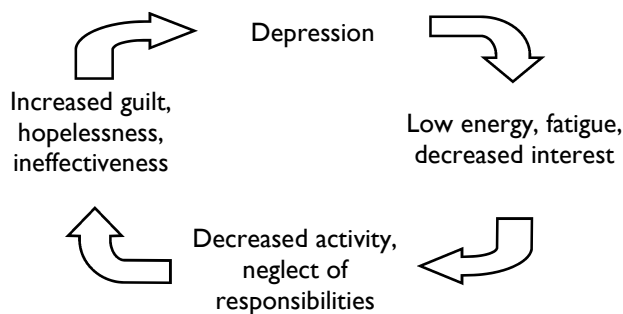 Depression
Low energy, fatigue,
decreased interest
Decreased activity,
neglect of
responsibilities
Increased guilt,
hopelessness,
ineffectiveness